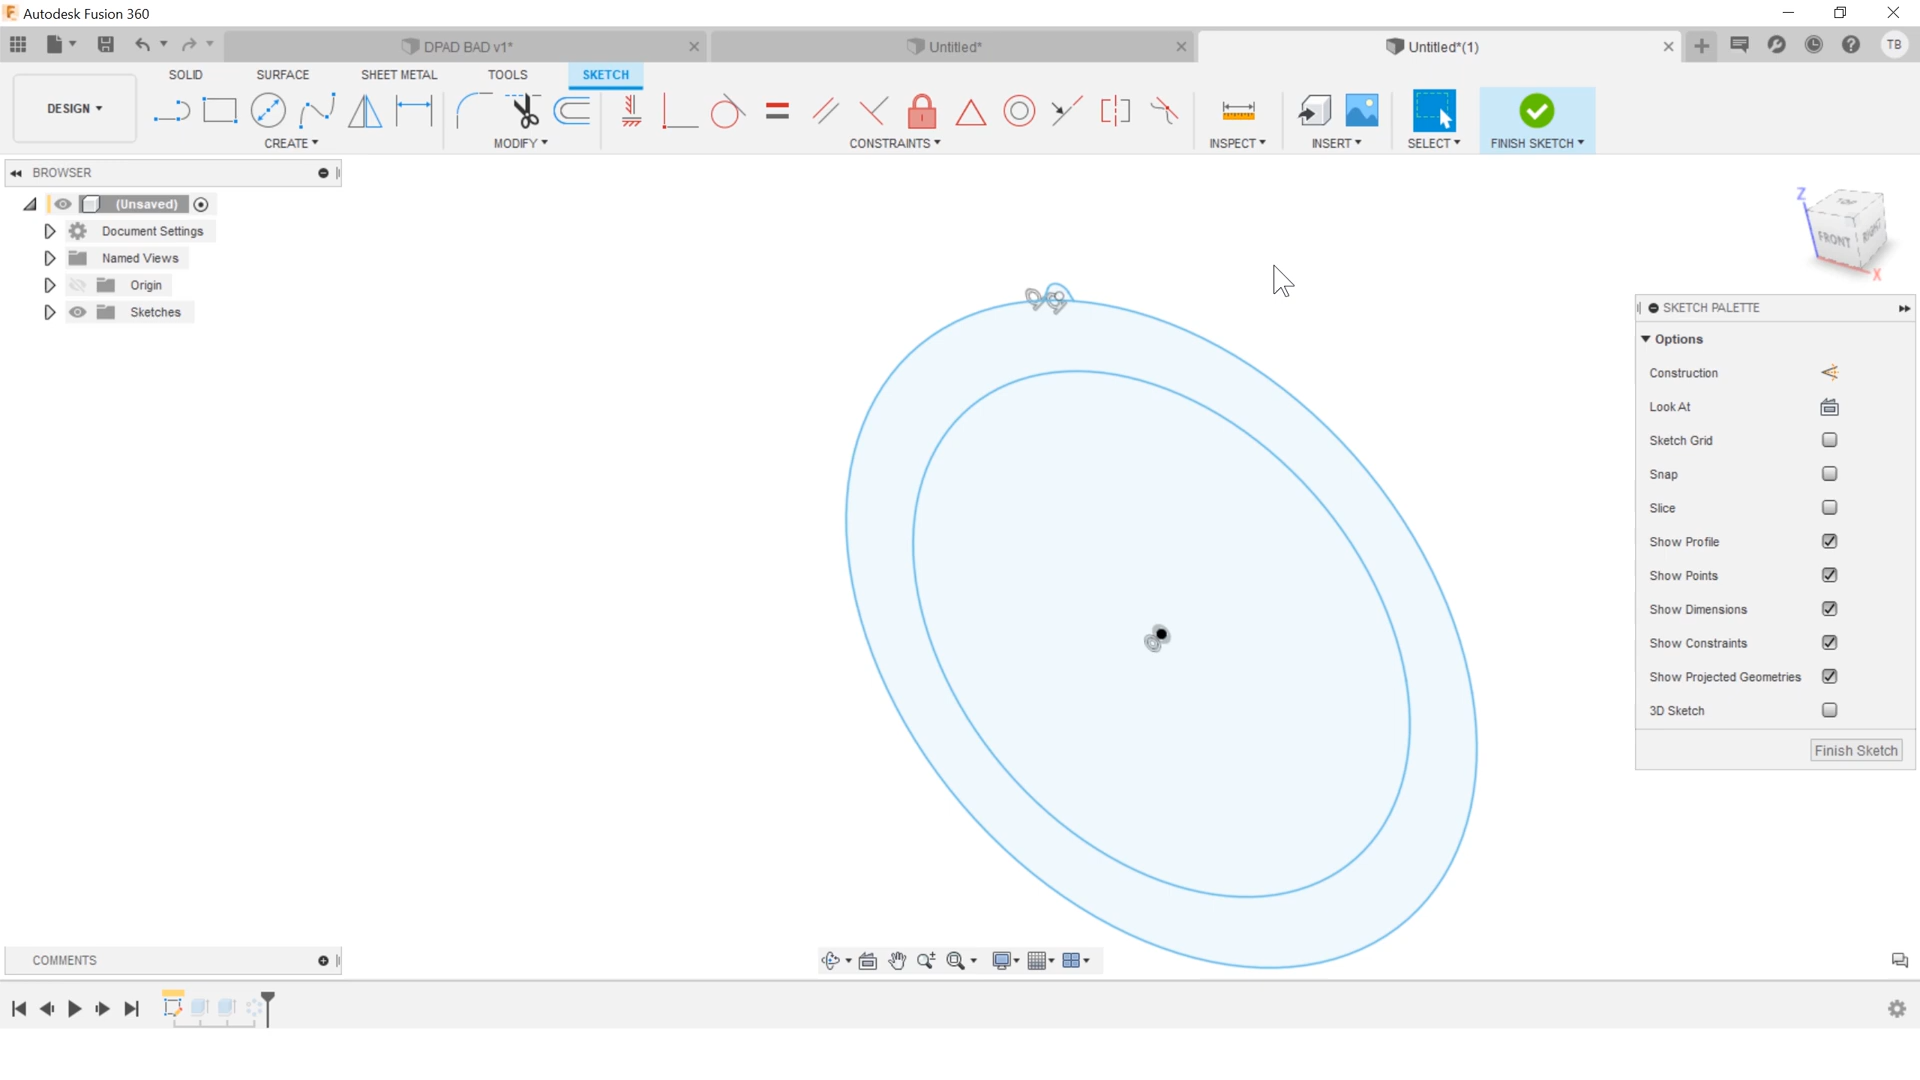 Autodesk Fusion 360
DPAD BAD v1*
Untitled*
Untitled*(1)
TB
SOLID
SURFACE
SHEET METAL
TOOLS
SKETCH
DESIGN
CREATE
MODIFY
CONSTRAINTS
INSPECT
INSERT
SELECT
FINISH SKETCH
BROWSER
(Unsaved)
Document Settings
Named Views
Origin
Sketches
Z
TOP
FRONT
RIGHT
X
SKETCH PALETTE
Options
Construction
Look At
Sketch Grid
Snap
Slice
Show Profile
Show Points
Show Dimensions
Show Constraints
Show Projected Geometries
3D Sketch
Finish Sketch
COMMENTS